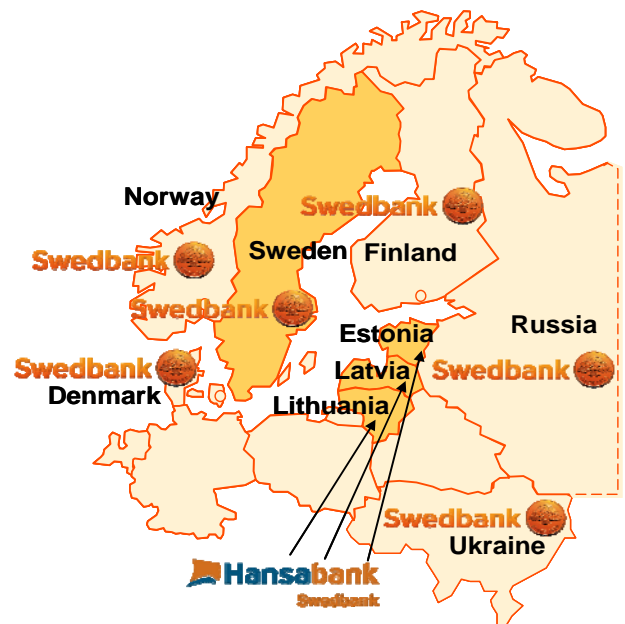 Norway
Swedbank
Sweden
Finland
Swedbank
Swedbank
Estonia
Russia
Swedbank
Denmark
Latvia
Swedbank
Lithuania
Swedbank
Ukraine
Hansabank
Swedbank